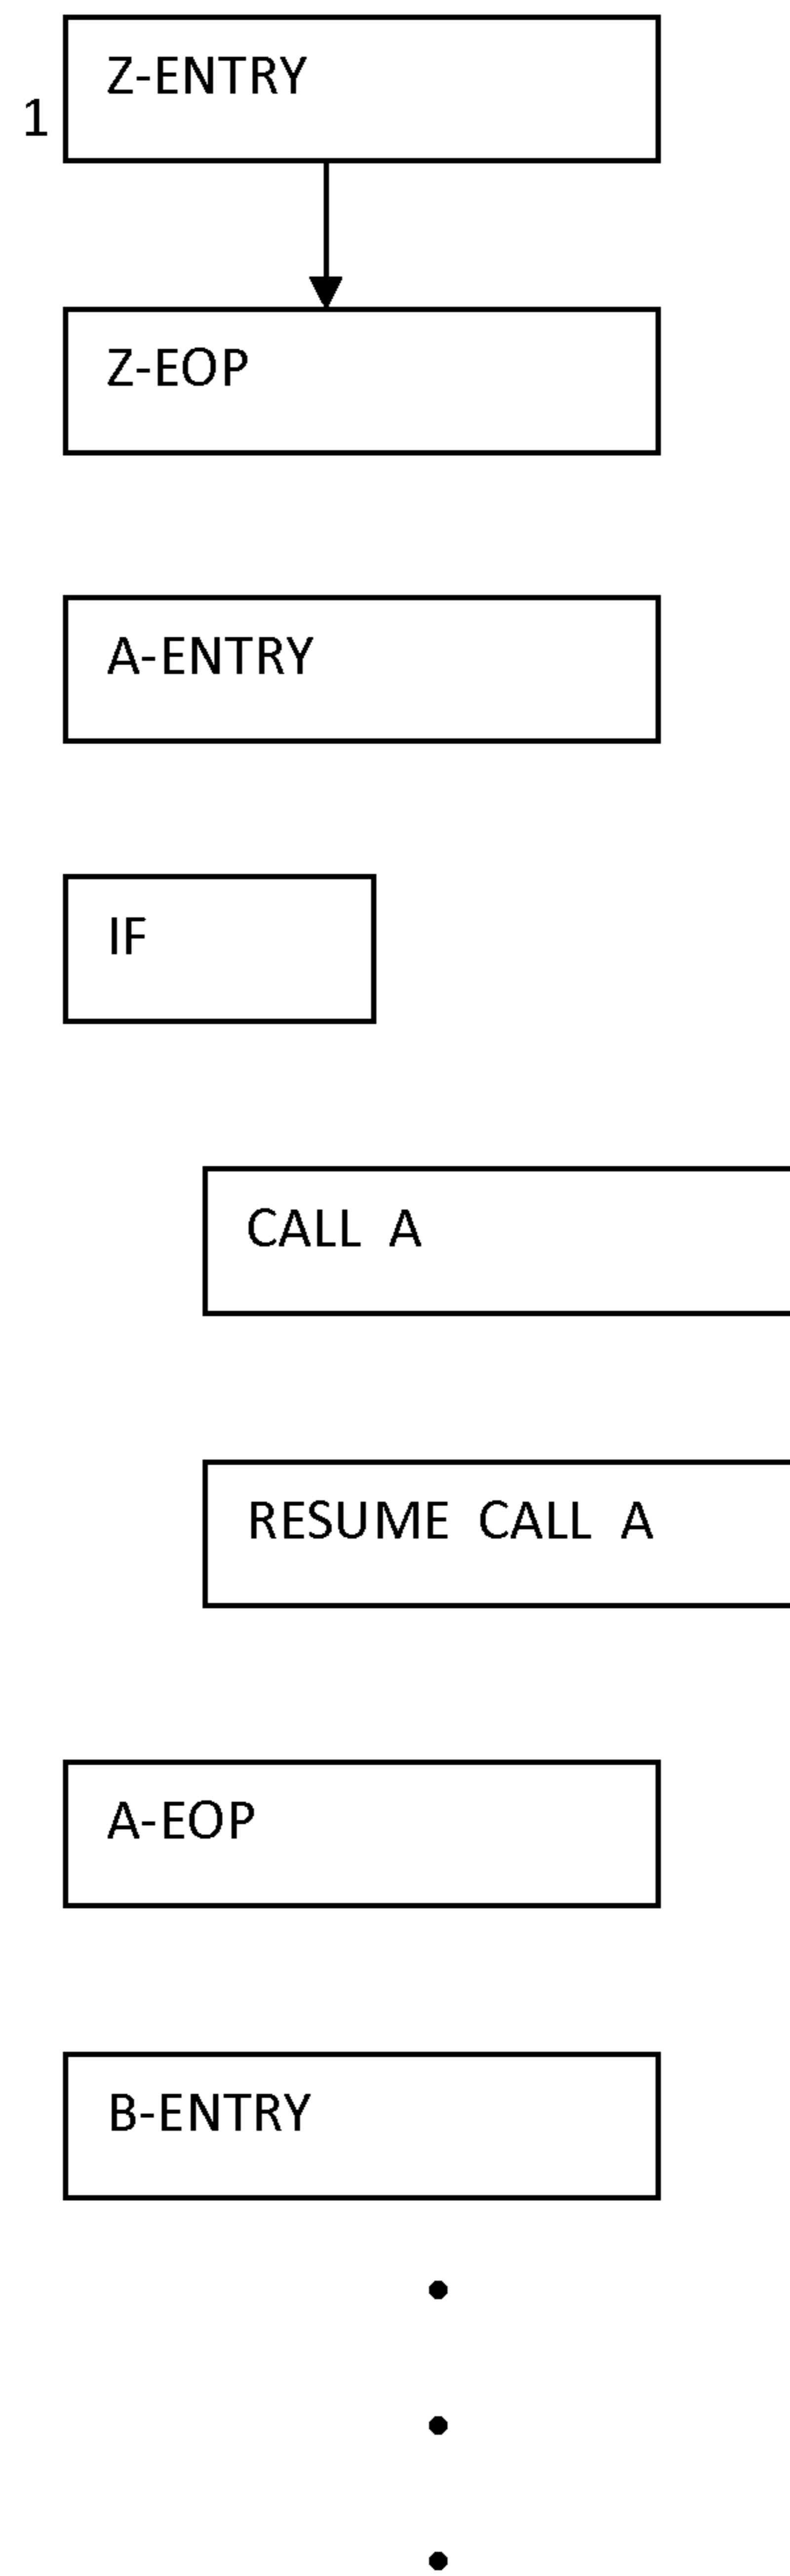 Z-ENTRY
1
Z-EOP
A-ENTRY
IF
CALL A
RESUME CALL A
A-EOP
B-ENTRY